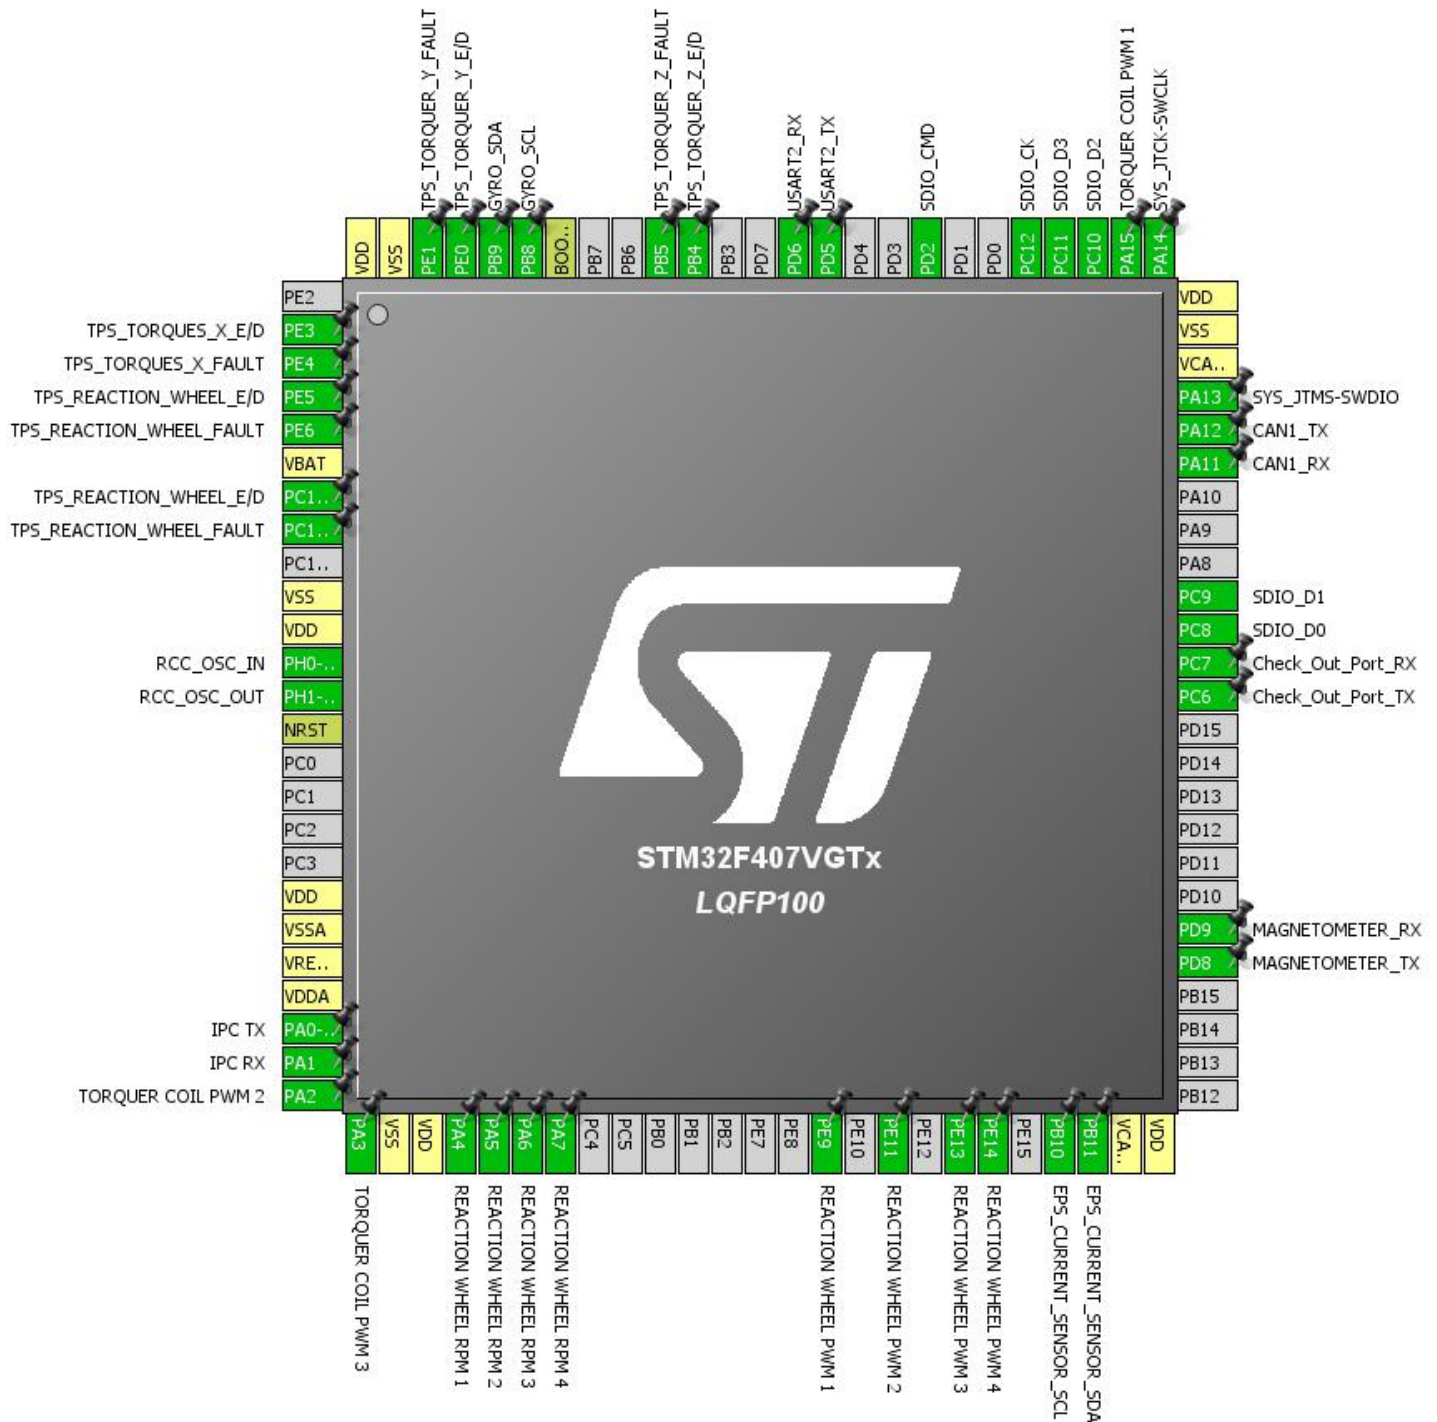 TPS_TORQUER_Y_FAULT
TPS_TORQUER_Y_E/D
GYRO_SDA
GYRO_SCL
TPS_TORQUER_Z_FAULT
TPS_TORQUER_Z_E/D
USART2_RX
USART2_TX
SDIO_CMD
SDIO_CK
SDIO_D3
SDIO_D2
TORQUER COIL PWM 1
SYS_JTCK-SWCLK
VDD
VSS
PE1
PE0
PB9
PB8
BOO..
PB7
PB6
PB5
PB4
PB3
PD7
PD6
PD5
PD4
PD3
PD2
PD1
PD0
PC12
PC11
PC10
PA15
PA14
PE2
TPS_TORQUES_X_E/D PE3
TPS_TORQUES_X_FAULT PE4
TPS_REACTION_WHEEL_E/D PE5
TPS_REACTION_WHEEL_FAULT PE6
VBAT
TPS_REACTION_WHEEL_E/D PC1..
TPS_REACTION_WHEEL_FAULT PC1..
PC1..
VSS
VDD
RCC_OSC_IN PH0-..
RCC_OSC_OUT PH1-..
NRST
PC0
PC1
PC2
PC3
VDD
VSSA
VRE..
VDDA
IPC TX PA0-..
IPC RX PA1
TORQUER COIL PWM 2 PA2
STM32F407VGTx
LQFP100
VDD
VSS
VCA..
PA13 SYS_JTMS-SWDIO
PA12 CAN1_TX
PA11 CAN1_RX
PA10
PA9
PA8
PC9 SDIO_D1
PC8 SDIO_D0
PC7 Check_Out_Port_RX
PC6 Check_Out_Port_TX
PD15
PD14
PD13
PD12
PD11
PD10
PD9 MAGNETOMETER_RX
PD8 MAGNETOMETER_TX
PB15
PB14
PB13
PB12
PA3
VSS
VDD
PA4
PA5
PA6
PA7
PC4
PC5
PB0
PB1
PB2
PE7
PE8
PE9
PE10
PE11
PE12
PE13
PE14
PE15
PB10
PB11
VCA..
VDD
TORQUER COIL PWM 3
REACTION WHEEL RPM 1
REACTION WHEEL RPM 2
REACTION WHEEL RPM 3
REACTION WHEEL RPM 4
REACTION WHEEL PWM 1
REACTION WHEEL PWM 2
REACTION WHEEL PWM 3
REACTION WHEEL PWM 4
EPS_CURRENT_SENSOR_SCL
EPS_CURRENT_SENSOR_SDA